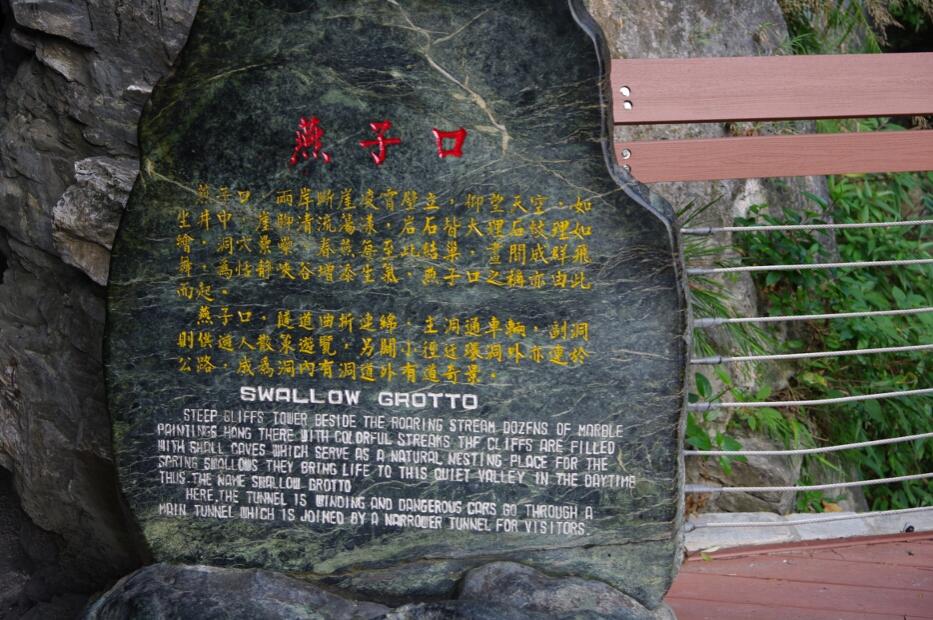 燕子口
燕子口，兩岸斷崖凌霄壁立，仰望天空，如
坐井中，崖脚清流蕩漾，岩石皆大理石紋理如
繪，洞穴纍纍，春燕每至此結巢，晝間成群飛
舞，為恬靜峽谷增添生氣，燕子口之稱亦由此
而起。
燕子口，隧道曲折連綿，主洞通車輛，副洞
則供遊人散策遊覽，另闢小徑迂環洞外亦達於
公路，成為洞內有洞道外有道奇景。
SWALLOW GROTTO
STEEP CLIFFS TOWER BESIDE THE ROARING STREAM DOZFNS OF MARBLE
PAINTINGS HONG THERE WITH COLORFUL STREAKS THF CLIFFS ARE FILLED
WITH SMALL CAVES WHICH SERVE AS A NATURAL NESTING PLACE FOR THE
SPRING SWALLOWS THEY BRING LIFE TO THIS QUIET VALLEY IN THE DAYTIME
THUS.THE NAME SWALLOW GROTTO
HERE,THE TUNNEL IS WINDING AND DANGEROUS CARS GO THROUGH A
MAIN TUNNEL WHICH IS JOINED BY A NARROWER TUNNEL FOR VISITORS.